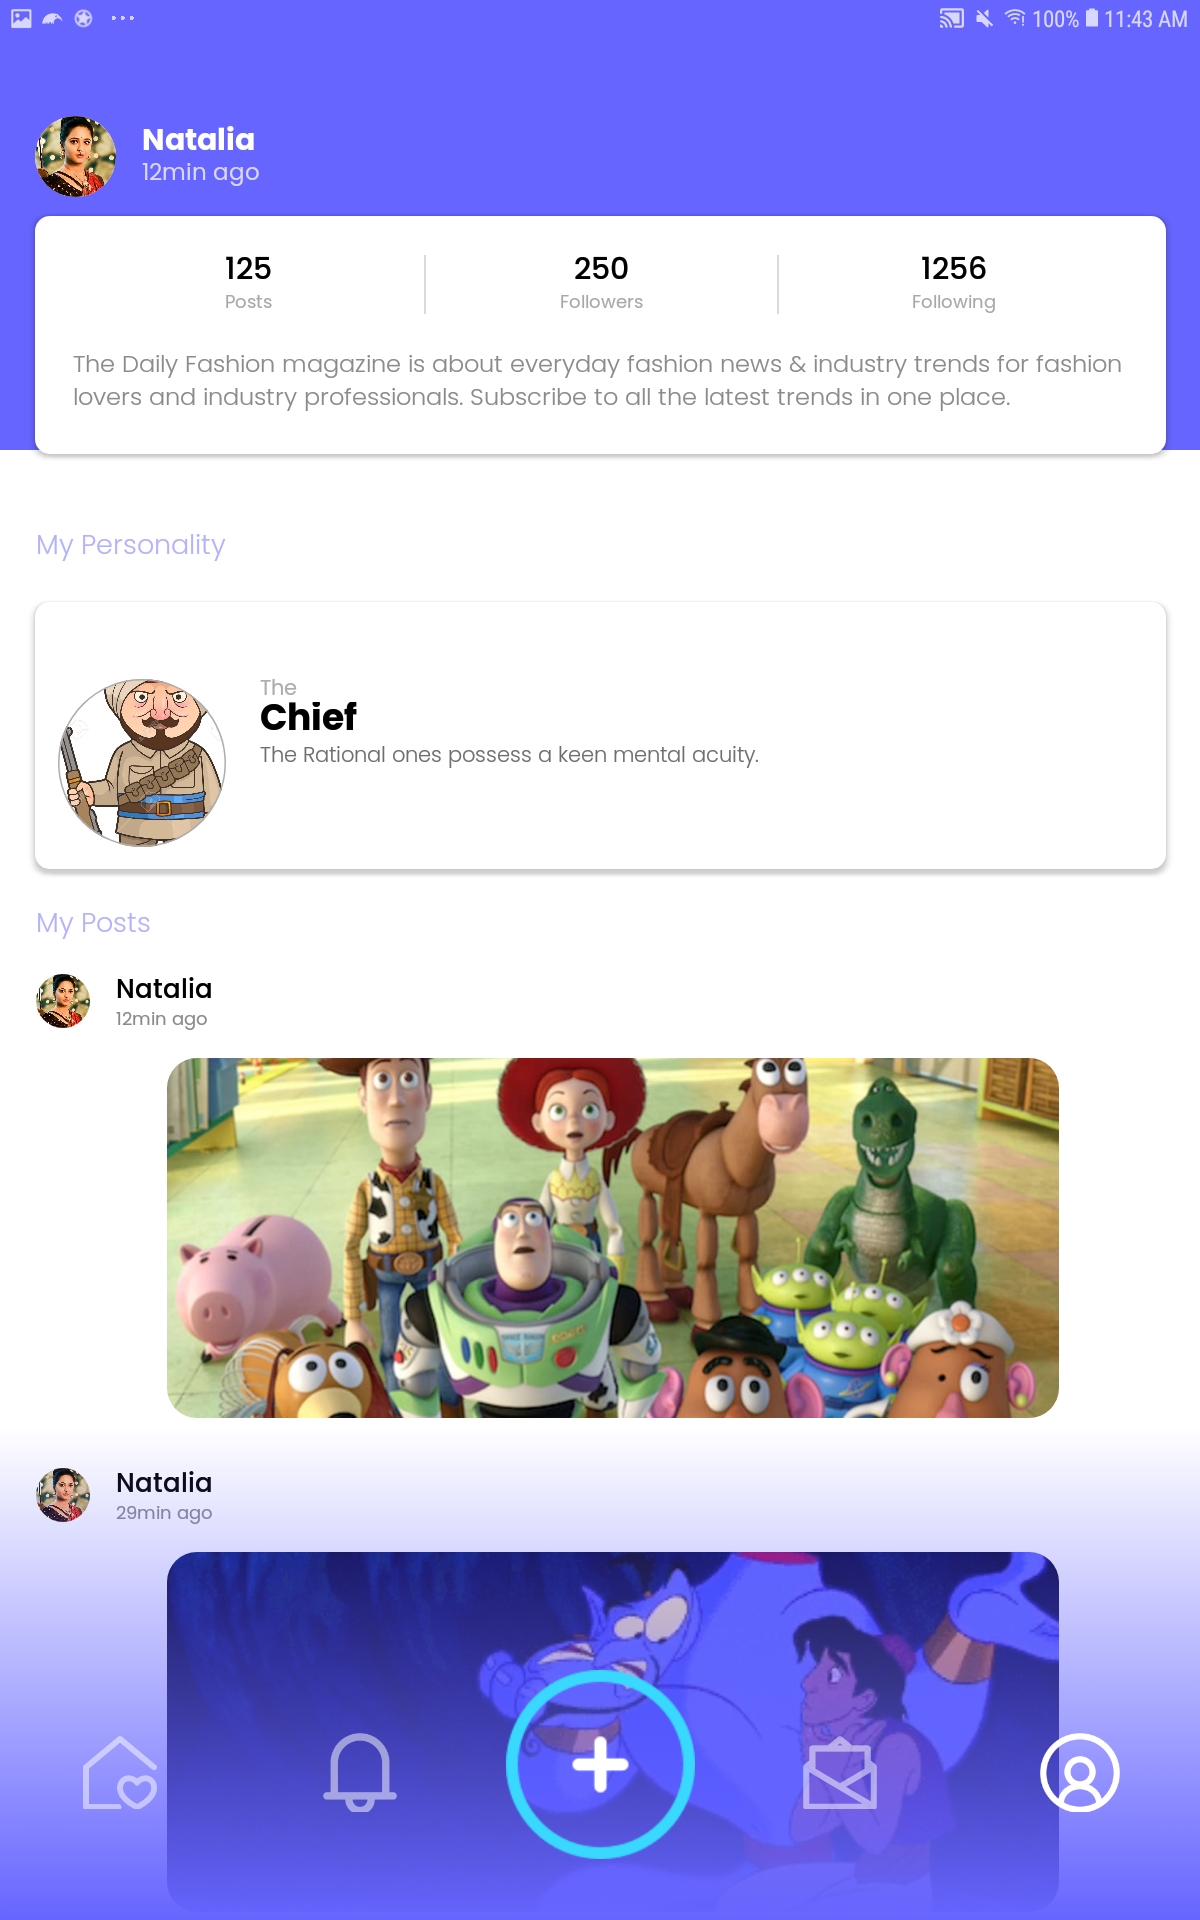 100% 11:43 AM
Natalia
12min ago
125
Posts
250
Followers
1256
Following
The Daily Fashion magazine is about everyday fashion news & industry trends for fashion
lovers and industry professionals. Subscribe to all the latest trends in one place.
My Personality
The
Chief
The Rational ones possess a keen mental acuity.
My Posts
Natalia
12min ago
Natalia
29min ago